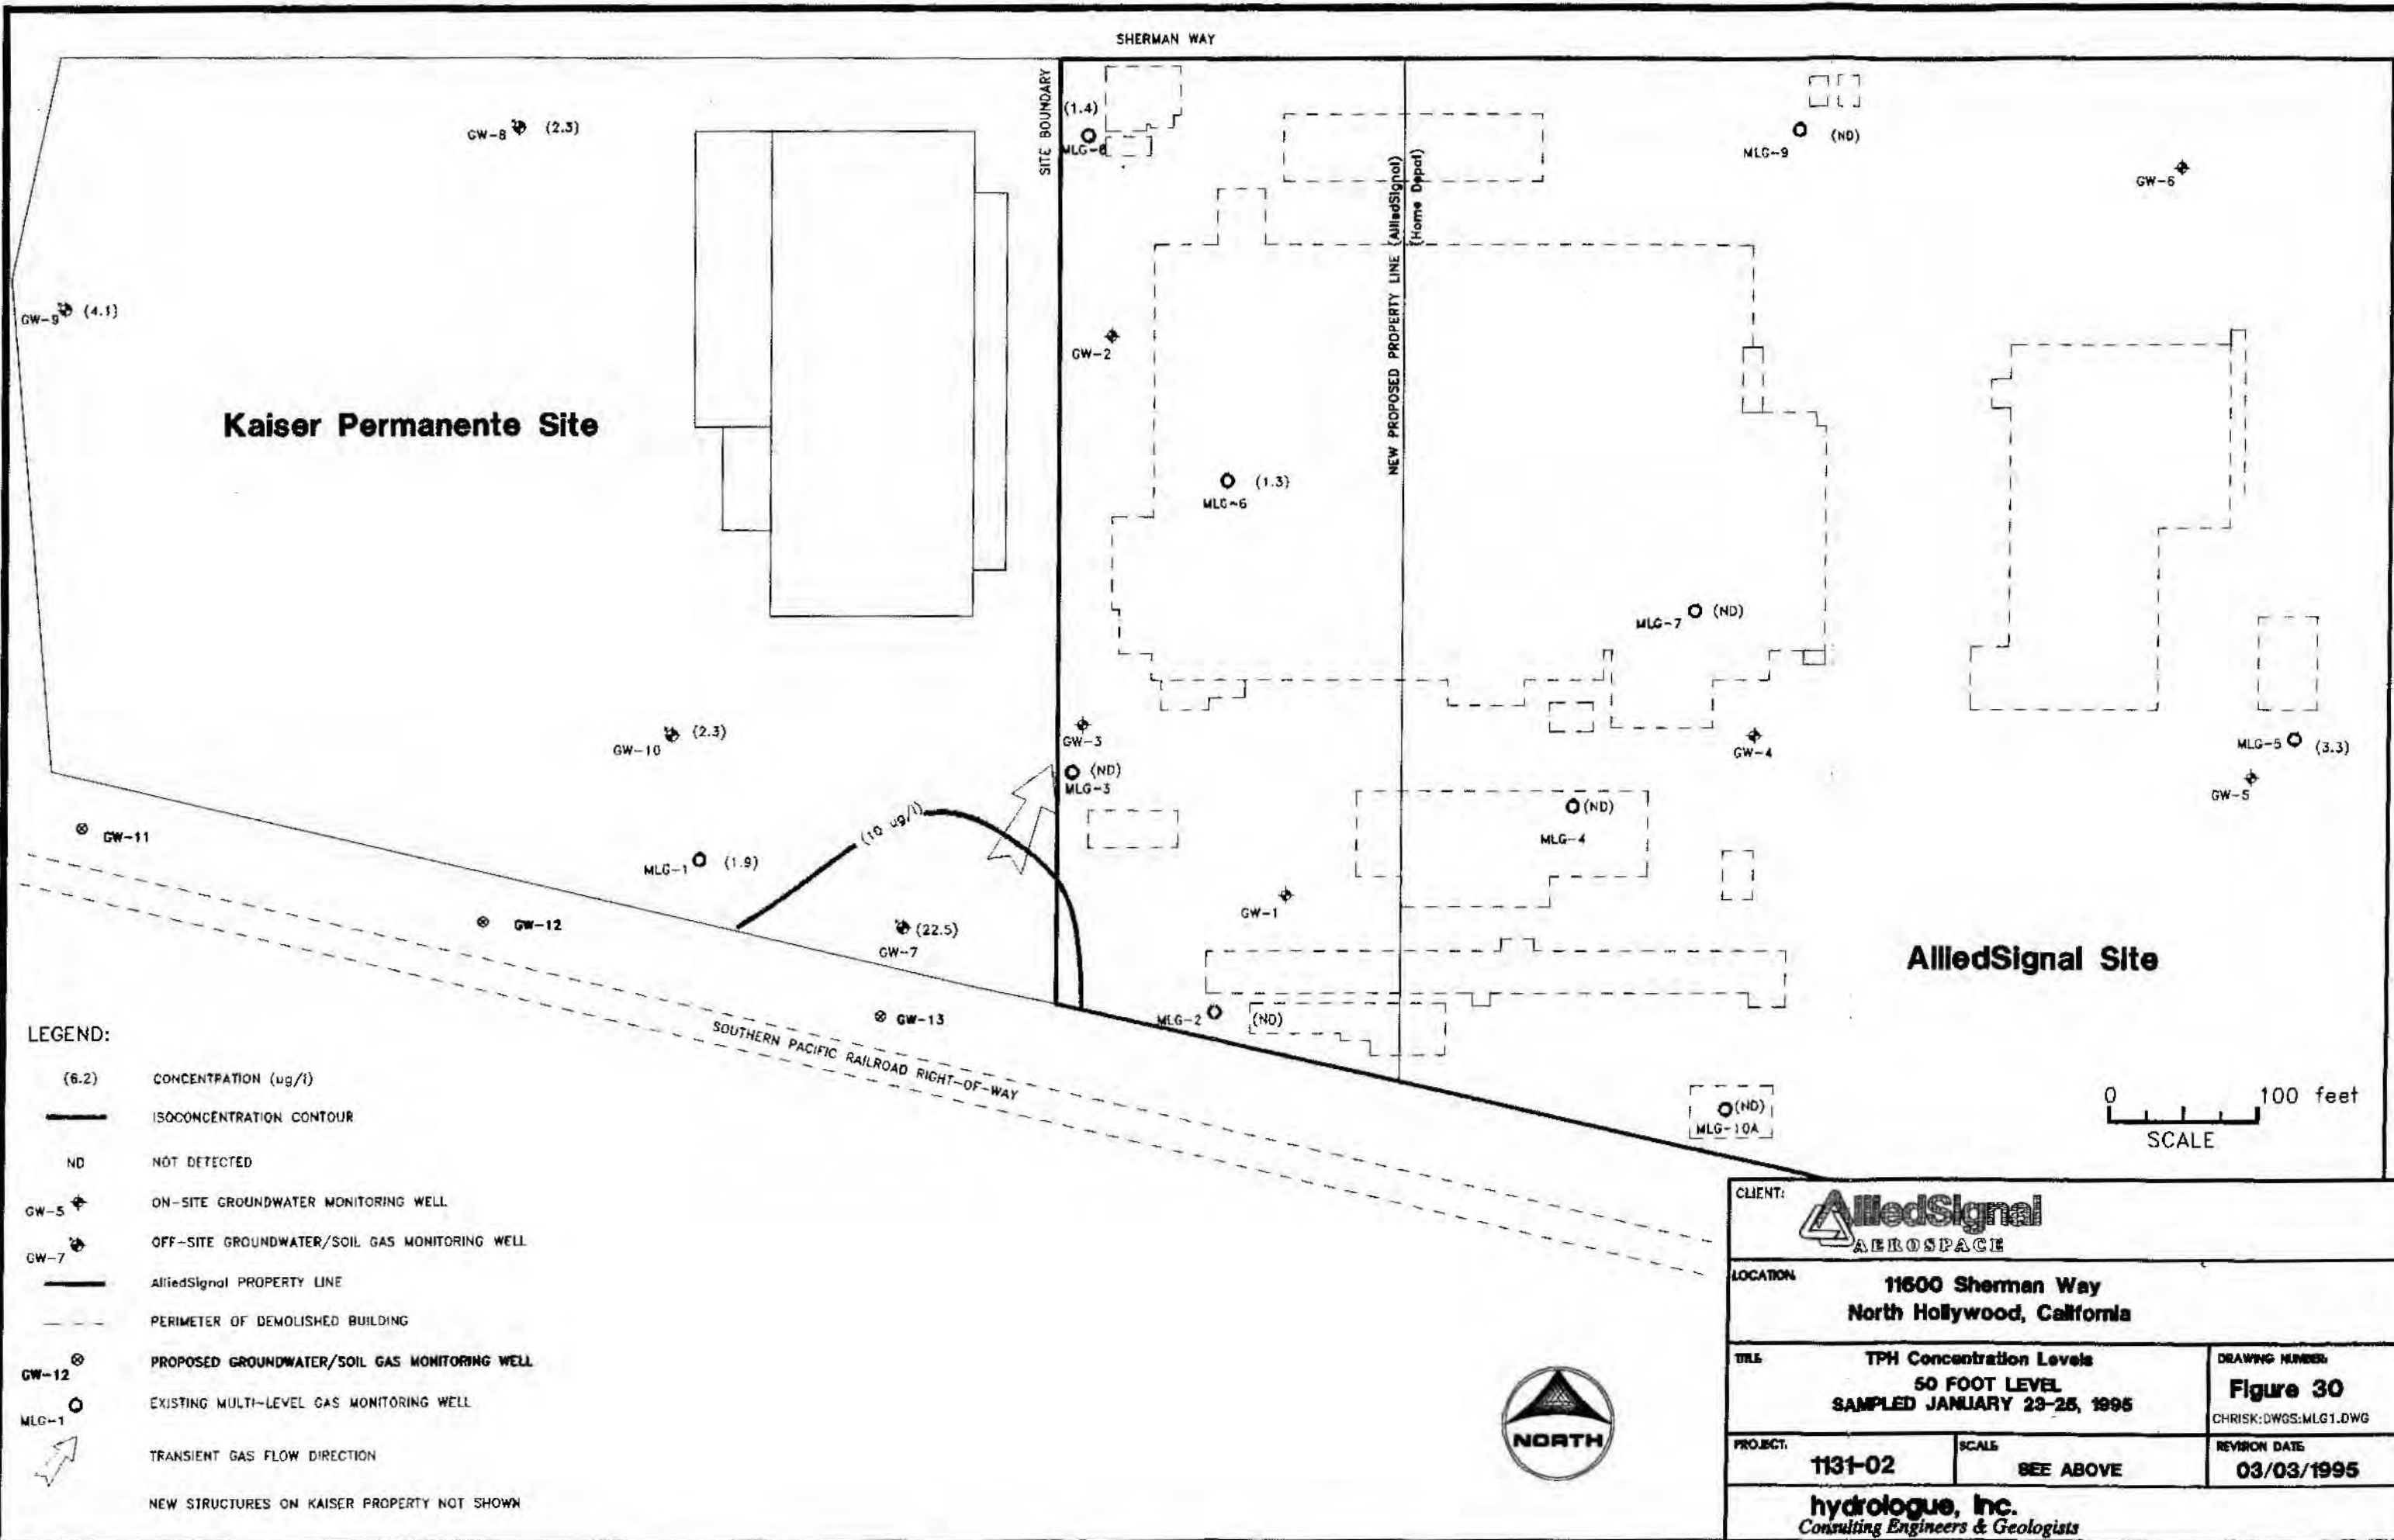 SHERMAN WAY
SITE BOUNDARY
(1.4)
MLG-8
GW-8 (2.3)
MLG-9 (ND)
GW-6
NEW PROPOSED PROPERTY LINE (AlliedSignal)
(Home Depot)
GW-9 (4.1)
GW-2
Kaiser Permanente Site
(1.3)
MLG-6
MLG-7 (ND)
GW-10 (2.3)
GW-3
(ND)
MLG-3
GW-4
MLG-5 (3.3)
GW-5
(ND)
MLG-4
(10 ug/l)
GW-11
MLG-1 (1.9)
GW-1
GW-12
(22.5)
GW-7
AlliedSignal Site
GW-13
MLG-2 (ND)
SOUTHERN PACIFIC RAILROAD RIGHT-OF-WAY
(ND)
MLG-10A
0 100 feet
SCALE
LEGEND:
(6.2) CONCENTRATION (ug/l)
ISOCONCENTRATION CONTOUR
ND NOT DETECTED
GW-5 ON-SITE GROUNDWATER MONITORING WELL
GW-7 OFF-SITE GROUNDWATER/SOIL GAS MONITORING WELL
AlliedSignal PROPERTY LINE
PERIMETER OF DEMOLISHED BUILDING
GW-12 PROPOSED GROUNDWATER/SOIL GAS MONITORING WELL
MLG-1 EXISTING MULTI-LEVEL GAS MONITORING WELL
TRANSIENT GAS FLOW DIRECTION
NEW STRUCTURES ON KAISER PROPERTY NOT SHOWN
NORTH
CLIENT:
AlliedSignal
AEROSPACE
LOCATION:
11600 Sherman Way
North Hollywood, California
TITLE:
TPH Concentration Levels
50 FOOT LEVEL
SAMPLED JANUARY 23-25, 1995
DRAWING NUMBER:
Figure 30
CHRISK:DWGS:MLG1.DWG
PROJECT:
1131-02
SCALE:
SEE ABOVE
REVISION DATE
03/03/1995
hydrologue, Inc.
Consulting Engineers & Geologists